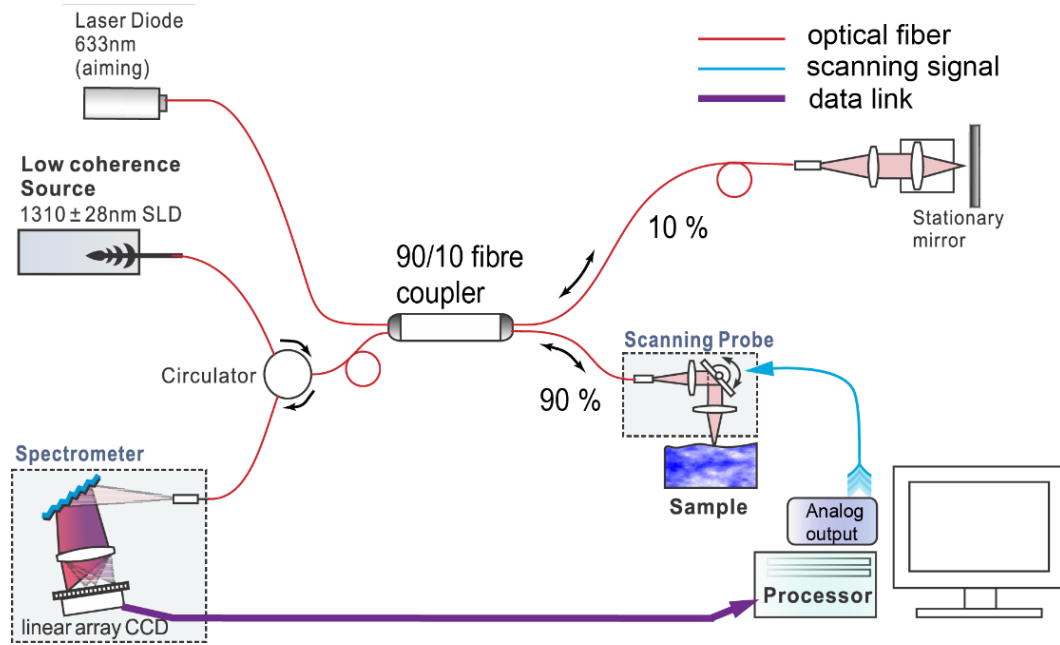 Laser Diode
633nm
(aiming)
optical fiber
scanning signal
data link
Low coherence
Source
1310 ± 28nm SLD
10 %
Stationary
mirror
90/10 fibre
coupler
Circulator
Scanning Probe
90 %
Spectrometer
Sample
Analog
output
Processor
linear array CCD